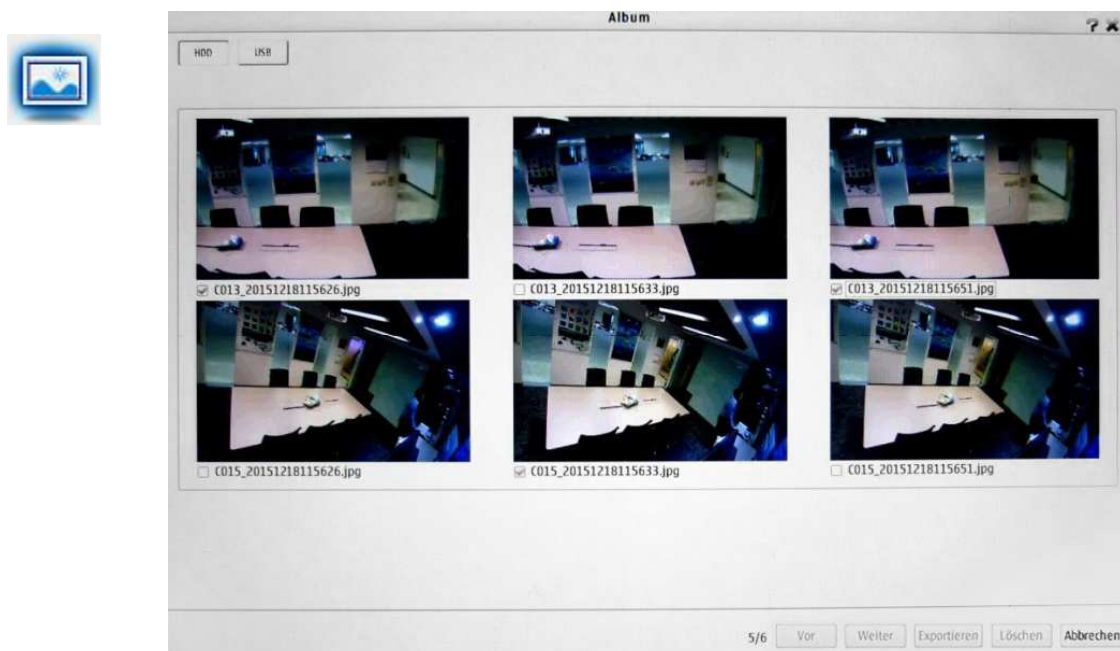 Album
? ×
HDD USB
C013_20151218115626.jpg C013_20151218115633.jpg C013_20151218115651.jpg
C015_20151218115626.jpg C015_20151218115633.jpg C015_20151218115651.jpg
5/6 Vor Weiter Exportieren Löschen Abbrechen